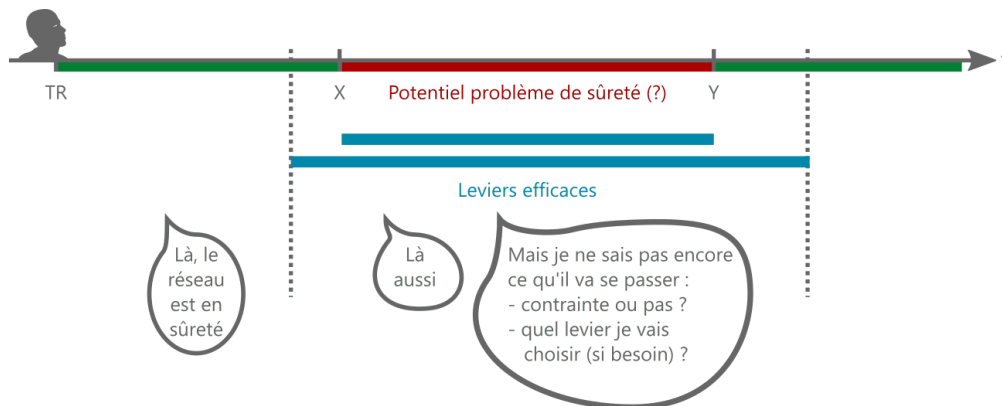 TR
X
Potentiel problème de sûreté (?)
Y
Leviers efficaces
Là, le
réseau
est en
sûreté
Là
aussi
Mais je ne sais pas encore
ce qu'il va se passer :
- contrainte ou pas ?
- quel levier je vais
choisir (si besoin) ?